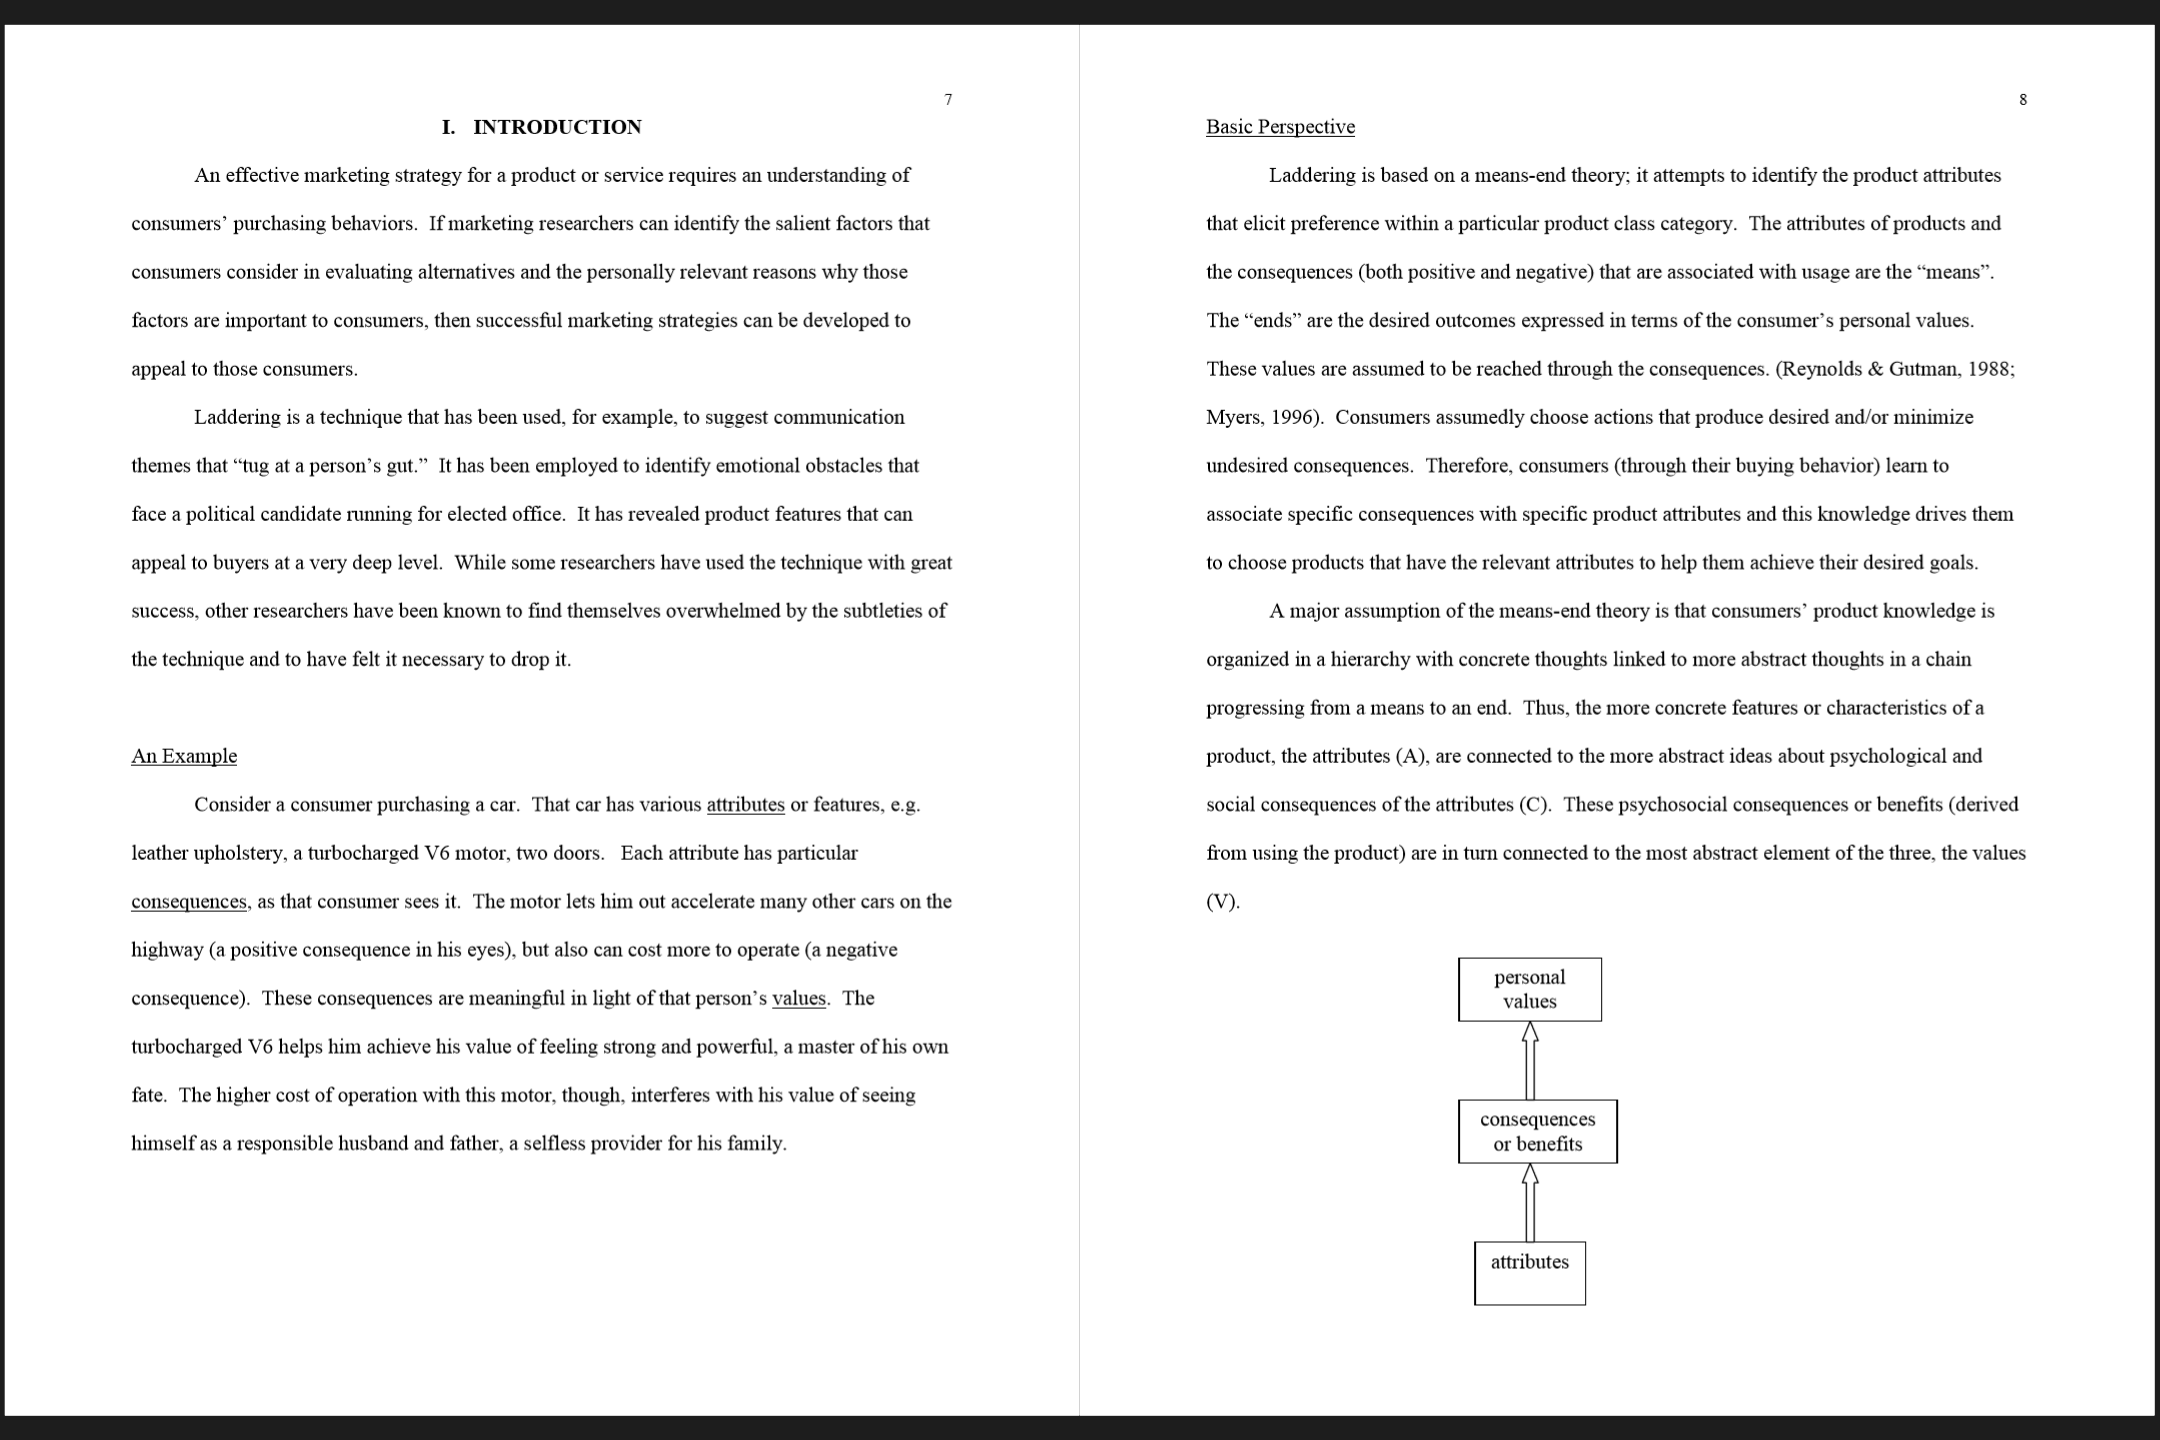 7
I. INTRODUCTION
An effective marketing strategy for a product or service requires an understanding of
consumers’ purchasing behaviors.  If marketing researchers can identify the salient factors that
consumers consider in evaluating alternatives and the personally relevant reasons why those
factors are important to consumers, then successful marketing strategies can be developed to
appeal to those consumers.
Laddering is a technique that has been used, for example, to suggest communication
themes that “tug at a person’s gut.”  It has been employed to identify emotional obstacles that
face a political candidate running for elected office.  It has revealed product features that can
appeal to buyers at a very deep level.  While some researchers have used the technique with great
success, other researchers have been known to find themselves overwhelmed by the subtleties of
the technique and to have felt it necessary to drop it.
An Example
Consider a consumer purchasing a car.  That car has various attributes or features, e.g.
leather upholstery, a turbocharged V6 motor, two doors.   Each attribute has particular
consequences, as that consumer sees it.  The motor lets him out accelerate many other cars on the
highway (a positive consequence in his eyes), but also can cost more to operate (a negative
consequence).  These consequences are meaningful in light of that person’s values.  The
turbocharged V6 helps him achieve his value of feeling strong and powerful, a master of his own
fate.  The higher cost of operation with this motor, though, interferes with his value of seeing
himself as a responsible husband and father, a selfless provider for his family.
8
Basic Perspective
Laddering is based on a means-end theory; it attempts to identify the product attributes
that elicit preference within a particular product class category.  The attributes of products and
the consequences (both positive and negative) that are associated with usage are the “means”.
The “ends” are the desired outcomes expressed in terms of the consumer’s personal values.
These values are assumed to be reached through the consequences. (Reynolds & Gutman, 1988;
Myers, 1996).  Consumers assumedly choose actions that produce desired and/or minimize
undesired consequences.  Therefore, consumers (through their buying behavior) learn to
associate specific consequences with specific product attributes and this knowledge drives them
to choose products that have the relevant attributes to help them achieve their desired goals.
A major assumption of the means-end theory is that consumers’ product knowledge is
organized in a hierarchy with concrete thoughts linked to more abstract thoughts in a chain
progressing from a means to an end.  Thus, the more concrete features or characteristics of a
product, the attributes (A), are connected to the more abstract ideas about psychological and
social consequences of the attributes (C).  These psychosocial consequences or benefits (derived
from using the product) are in turn connected to the most abstract element of the three, the values
(V).
personal
values
consequences
or benefits
attributes